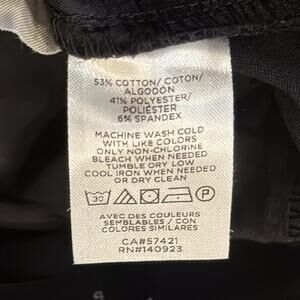 53% COTTON/ COTON/
ALGODÓN
41% POLYESTER/
POLIÉSTER
6% SPANDEX
MACHINE WASH COLD
WITH LIKE COLORS
ONLY NON-CHLORINE
BLEACH WHEN NEEDED
TUMBLE DRY LOW
COOL IRON WHEN NEEDED
OR DRY CLEAN
30 P
AVEC DES COULEURS
SEMBLABLES / CON
COLORES SIMILARES
CA#57421
RN#140923